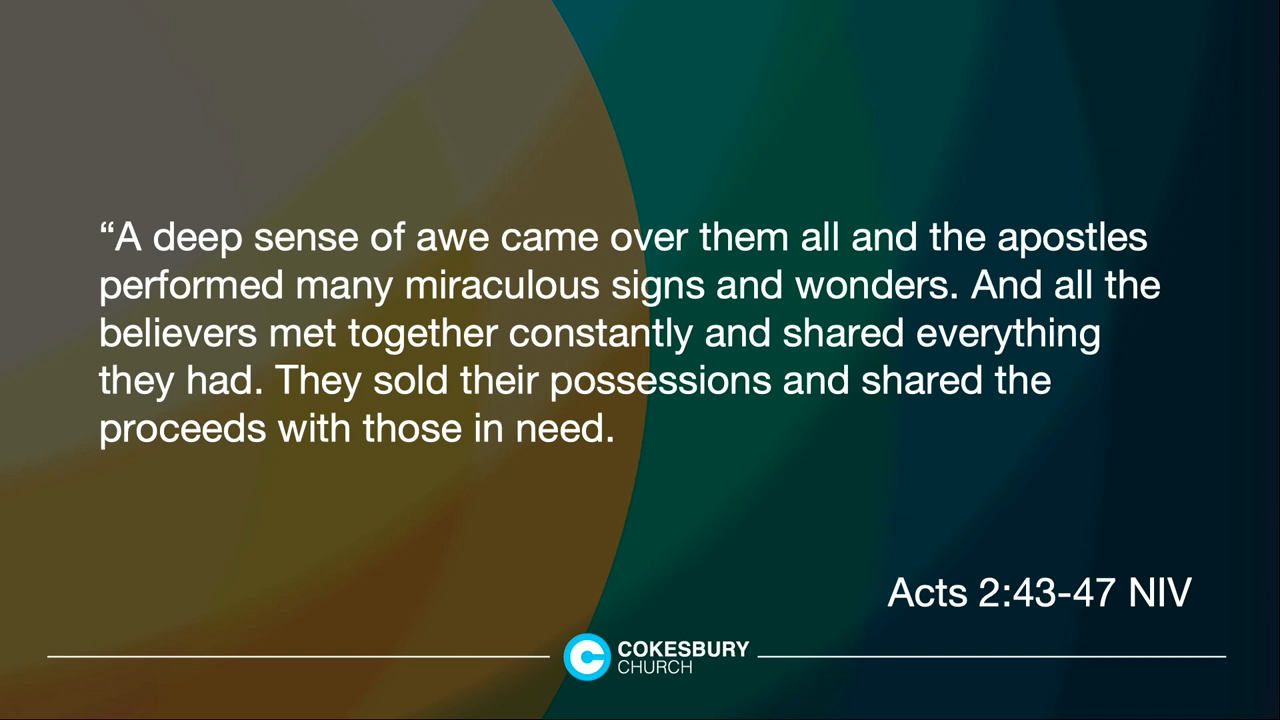 “A deep sense of awe came over them all and the apostles
performed many miraculous signs and wonders. And all the
believers met together constantly and shared everything
they had. They sold their possessions and shared the
proceeds with those in need.
Acts 2:43-47 NIV
COKESBURY
CHURCH